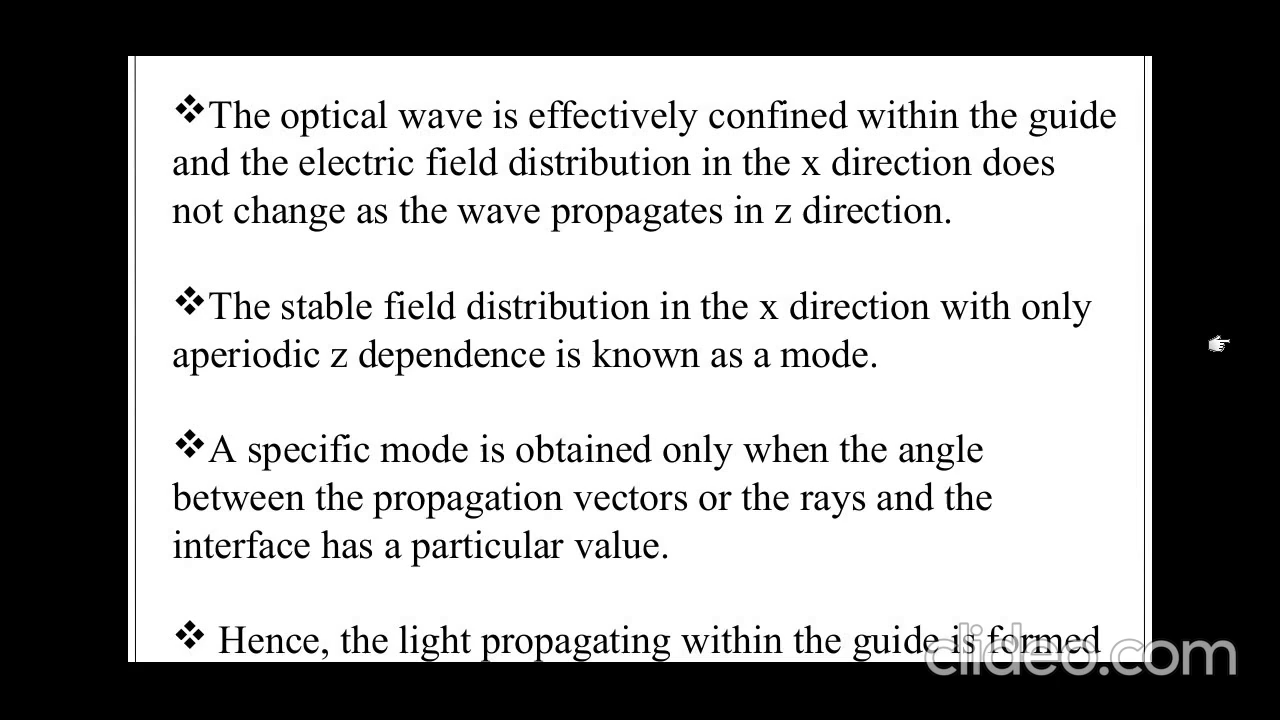 ❖The optical wave is effectively confined within the guide
and the electric field distribution in the x direction does
not change as the wave propagates in z direction.
❖The stable field distribution in the x direction with only
aperiodic z dependence is known as a mode.
❖A specific mode is obtained only when the angle
between the propagation vectors or the rays and the
interface has a particular value.
❖ Hence, the light propagating within the guide is formed
clideo.com